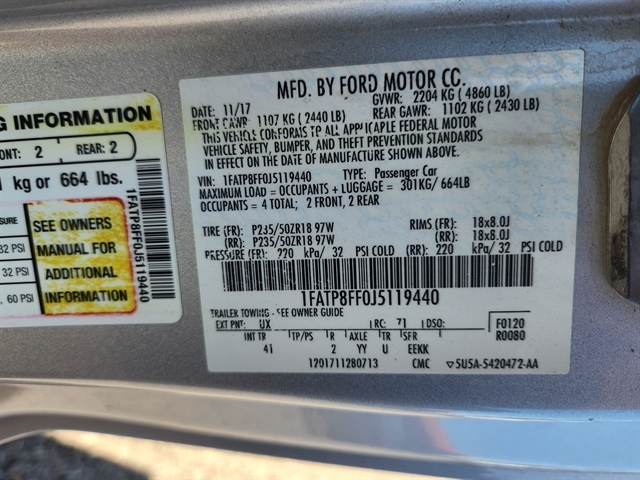 G INFORMATION
ONT: 2 REAR: 2
kg or 664 lbs.
SURE
32 PSI
32 PSI
60 PSI
SEE OWNERS
MANUAL FOR
ADDITIONAL
INFORMATION
1FATP8FF0J5119440
MFD. BY FORD MOTOR CO.
DATE: 11/17 GVWR: 2204 KG ( 4860 LB)
FRONT GAWR: 1107 KG ( 2440 LB) REAR GAWR: 1102 KG ( 2430 LB)
THIS VEHICLE CONFORMS TO ALL APPLICABLE FEDERAL MOTOR
VEHICLE SAFETY, BUMPER, AND THEFT PREVENTION STANDARDS
IN EFFECT ON THE DATE OF MANUFACTURE SHOWN ABOVE.
VIN: 1FATP8FF0J5119440 TYPE: Passenger Car
MAXIMUM LOAD = OCCUPANTS + LUGGAGE = 301KG/ 664LB
OCCUPANTS = 4 TOTAL: 2 FRONT, 2 REAR
TIRE (FR): P235/50ZR18 97W RIMS (FR): 18x8.0J
(RR): P235/50ZR18 97W (RR): 18x8.0J
PRESSURE (FR): 220 kPa/ 32 PSI COLD (RR): 220 kPa/ 32 PSI COLD
1FATP8FF0J5119440
TRAILER TOWING - SEE OWNER GUIDE
EXT PNT: UX RC: 71 DSO: F0120
INT TR TP/PS R AXLE TR SFR R0080
41 2 YY U EEKK
12017112807​13 CMC 5U5A-5420472-AA